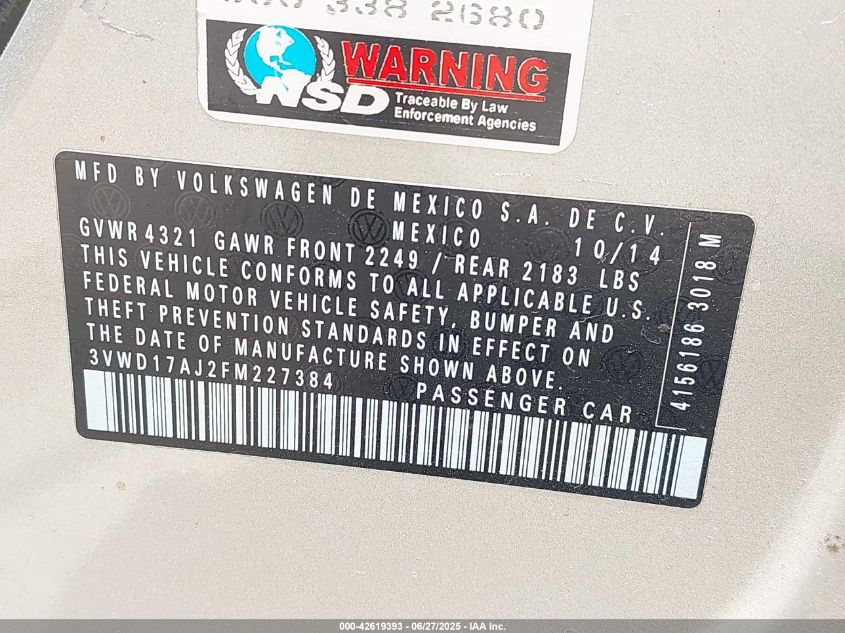 338 2680
WARNING
NSD
Traceable By Law
Enforcement Agencies
MFD BY VOLKSWAGEN DE MEXICO S.A. DE C.V.
MEXICO 10/14
GVWR 4321 GAWR FRONT 2249 / REAR 2183 LBS
THIS VEHICLE CONFORMS TO ALL APPLICABLE U.S.
FEDERAL MOTOR VEHICLE SAFETY, BUMPER AND
THEFT PREVENTION STANDARDS IN EFFECT ON
THE DATE OF MANUFACTURE SHOWN ABOVE.
3VWD17AJ2FM227384 PASSENGER CAR
4156186 3018 M
000-42619393 - 06/27/2025 - IAA Inc.